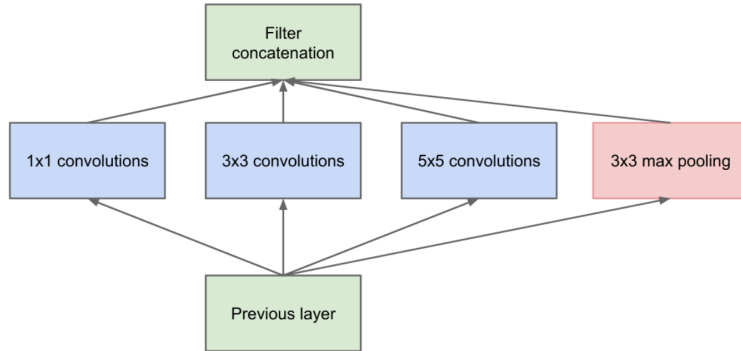 Filter
concatenation
1x1 convolutions
3x3 convolutions
5x5 convolutions
3x3 max pooling
Previous layer